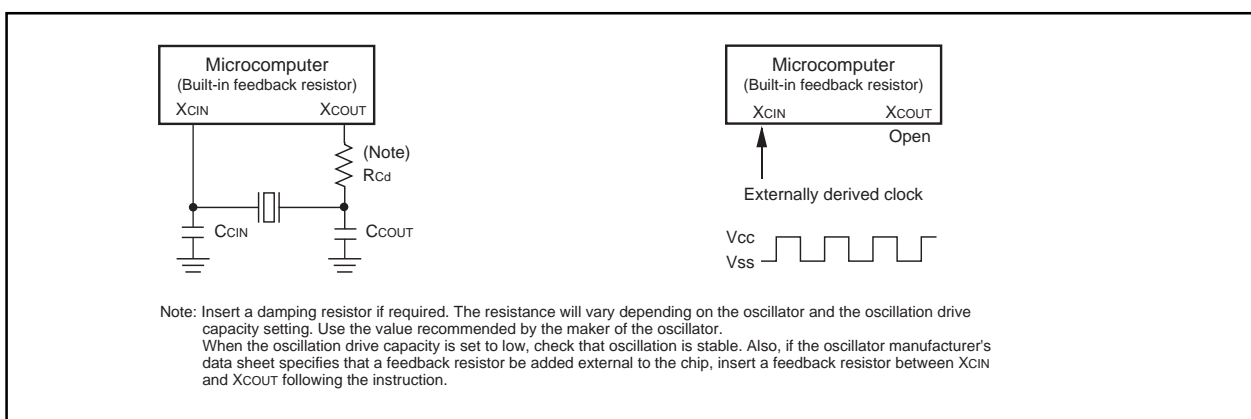 Microcomputer
(Built-in feedback resistor)
XCIN XCOUT
(Note)
RCd
CCIN
CCOUT
Microcomputer
(Built-in feedback resistor)
XCIN XCOUT
Open
Externally derived clock
Vcc
Vss
Note: Insert a damping resistor if required. The resistance will vary depending on the oscillator and the oscillation drive
capacity setting. Use the value recommended by the maker of the oscillator.
When the oscillation drive capacity is set to low, check that oscillation is stable. Also, if the oscillator manufacturer's
data sheet specifies that a feedback resistor be added external to the chip, insert a feedback resistor between XCIN
and XCOUT following the instruction.